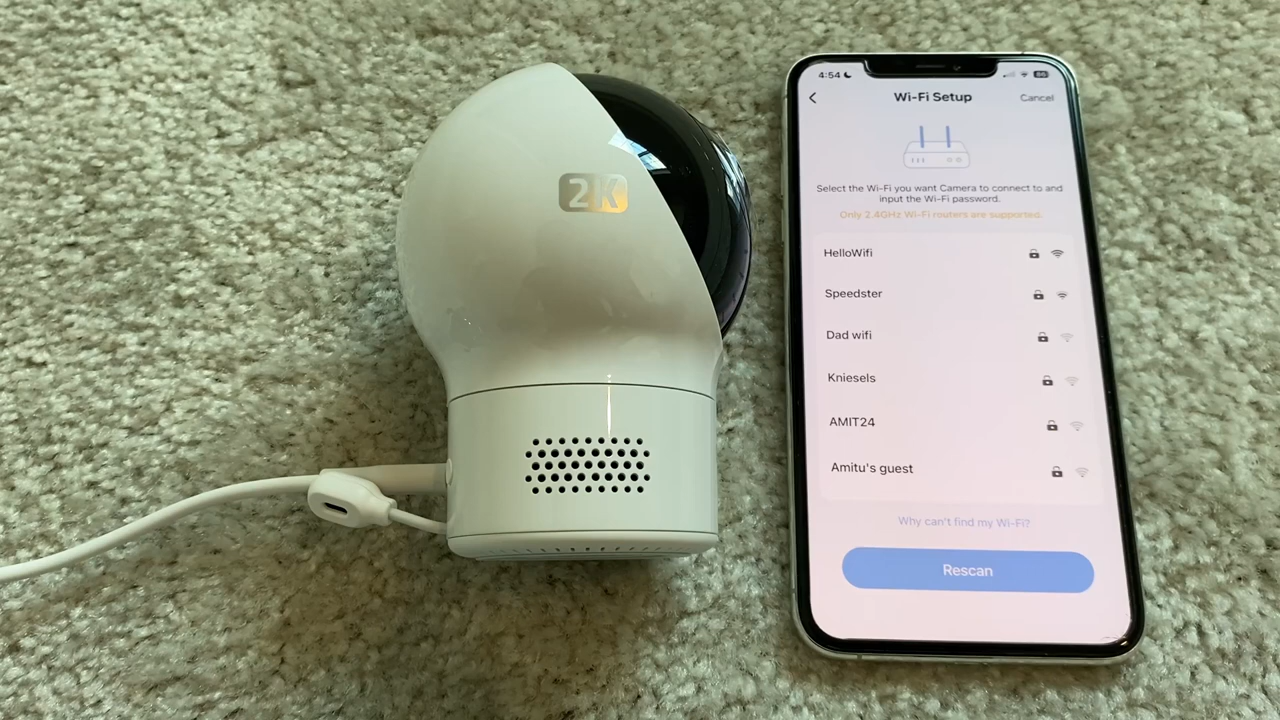 2K
4:54
86
Wi-Fi Setup
Cancel
Select the Wi-Fi you want Camera to connect to and
input the Wi-Fi password.
Only 2.4GHz Wi-Fi routers are supported.
HelloWifi
Speedster
Dad wifi
Kniesels
AMIT24
Amitu's guest
Why can't find my Wi-Fi?
Rescan